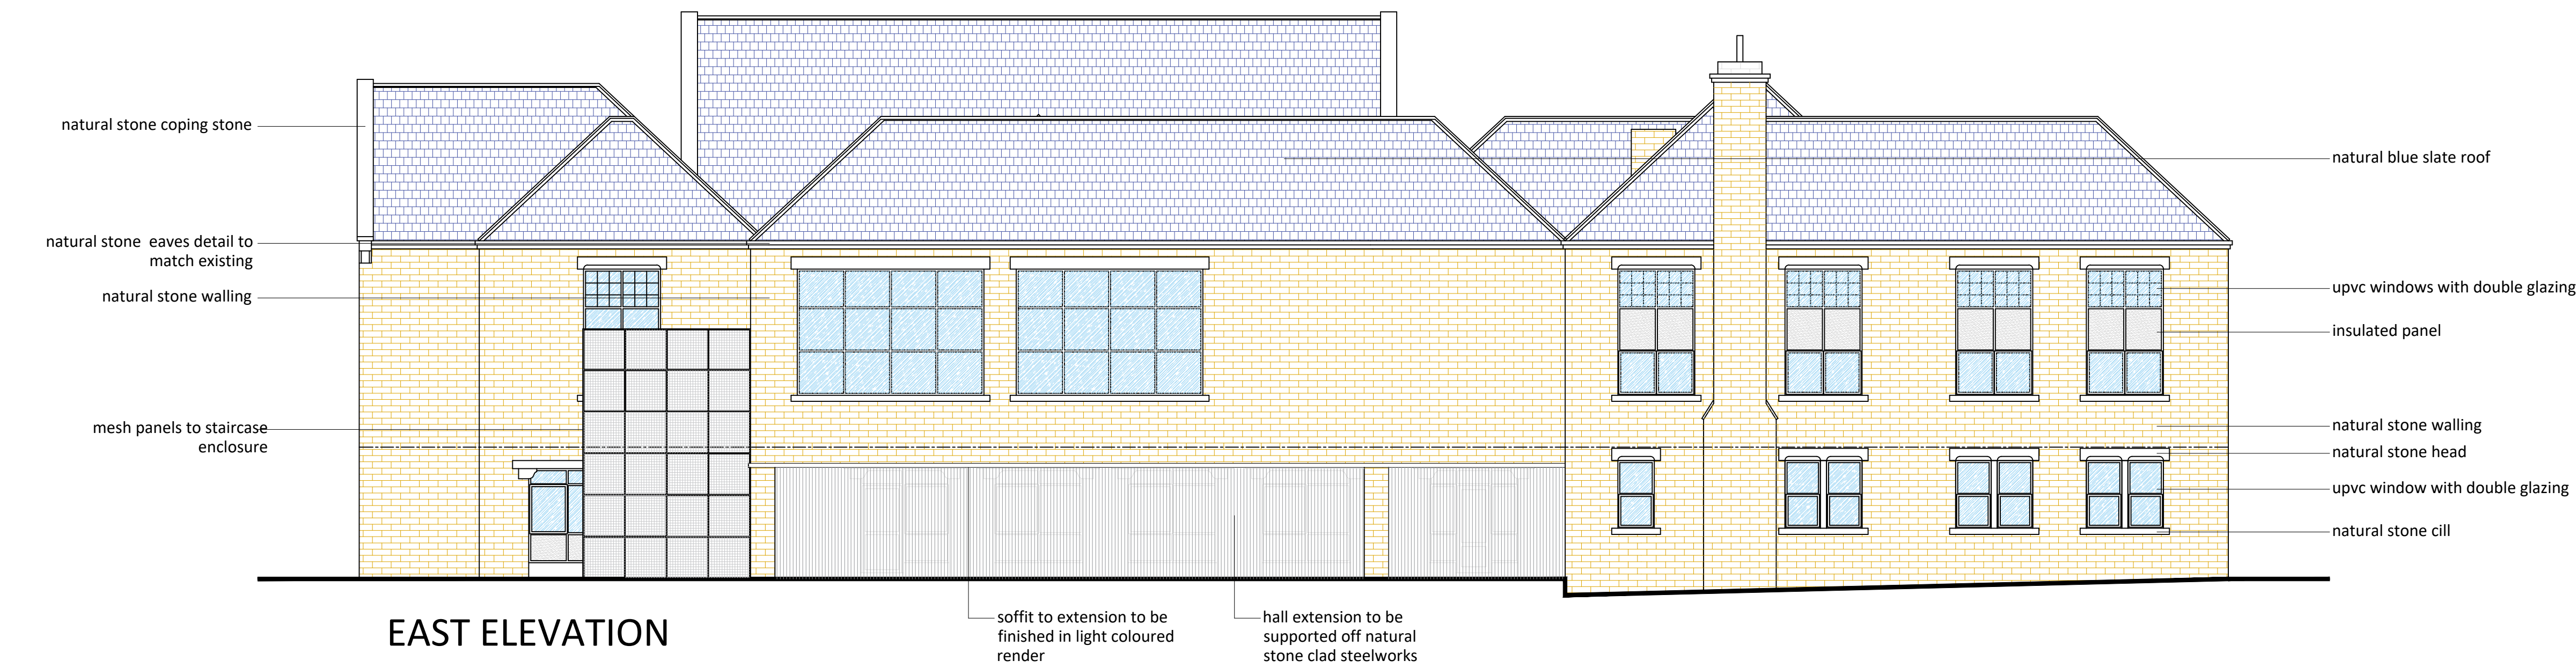 natural stone coping stone
natural stone eaves detail to
match existing
natural stone walling
mesh panels to staircase
enclosure
natural blue slate roof
upvc windows with double glazing
insulated panel
natural stone walling
natural stone head
upvc window with double glazing
natural stone cill
soffit to extension to be
finished in light coloured
render
hall extension to be
supported off natural
stone clad steelworks
EAST ELEVATION